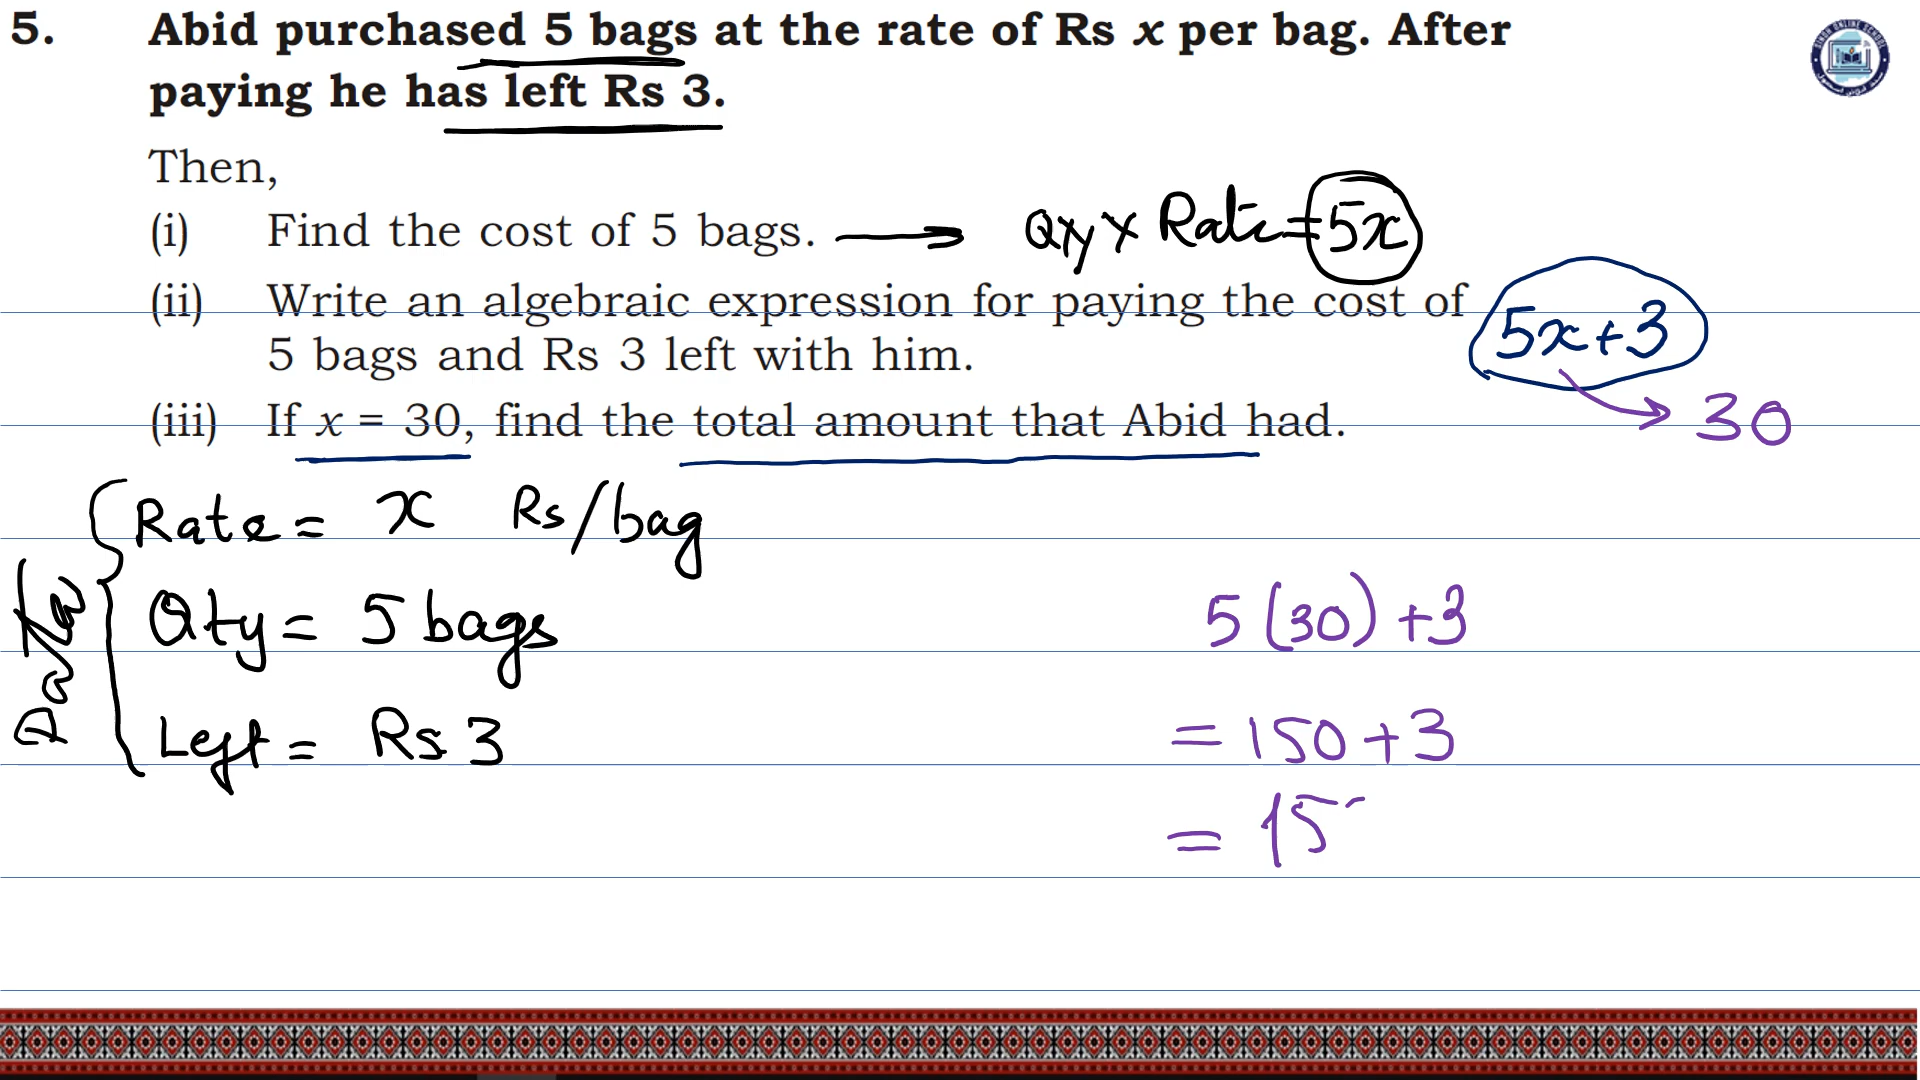 5. Abid purchased 5 bags at the rate of Rs x per bag. After
paying he has left Rs 3.
Then,
(i) Find the cost of 5 bags. → Qty x Rate = 5x
(ii) Write an algebraic expression for paying the cost of
5 bags and Rs 3 left with him.
5x+3
(iii) If x = 30, find the total amount that Abid had.
30
Data
Rate = x Rs/bag
Qty = 5 bags
Left = Rs 3
5(30)+3
= 150+3
= 15